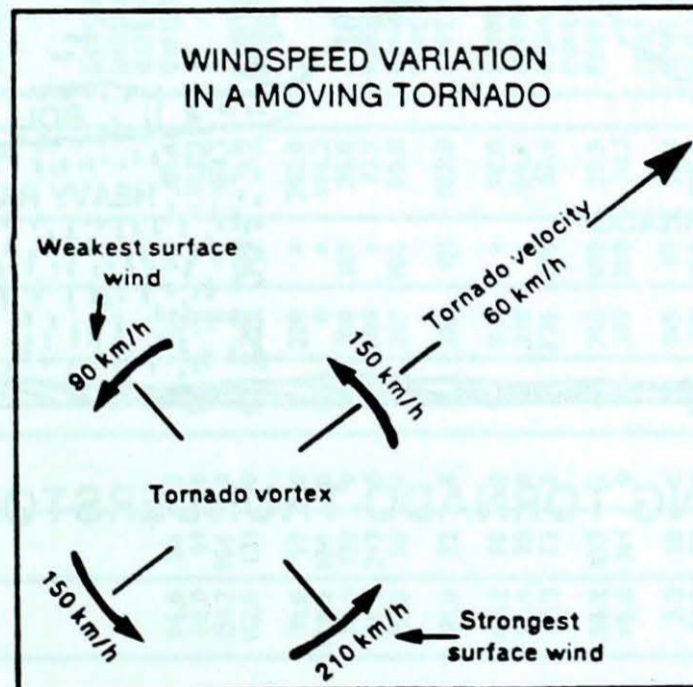 WINDSPEED VARIATION
IN A MOVING TORNADO
Weakest surface
wind
90 km/h
Tornado velocity
60 km/h
150 km/h
Tornado vortex
150 km/h
210 km/h
Strongest
surface wind